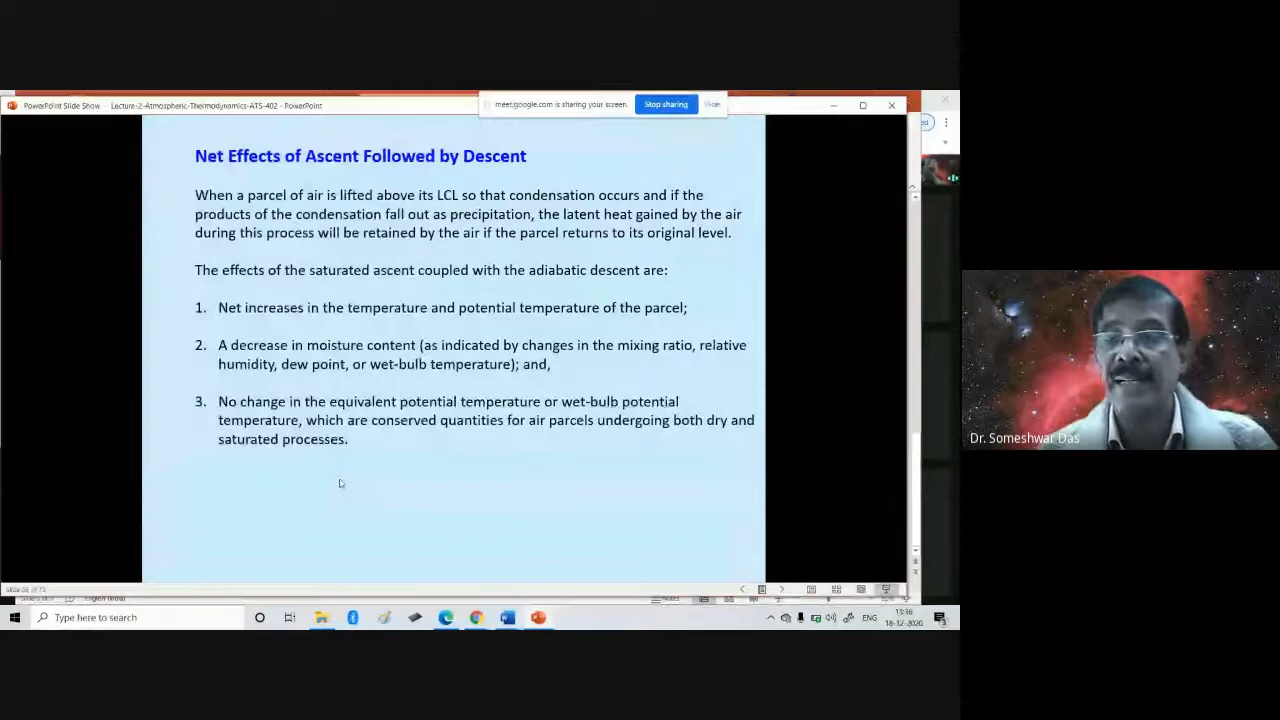 PowerPoint Slide Show - Lecture-2-Atmospheric-Thermodynamics-ATS-402 - PowerPoint
meet.google.com is sharing your screen.
Stop sharing
Hide
Net Effects of Ascent Followed by Descent
When a parcel of air is lifted above its LCL so that condensation occurs and if the
products of the condensation fall out as precipitation, the latent heat gained by the air
during this process will be retained by the air if the parcel returns to its original level.
The effects of the saturated ascent coupled with the adiabatic descent are:
1. Net increases in the temperature and potential temperature of the parcel;
2. A decrease in moisture content (as indicated by changes in the mixing ratio, relative
humidity, dew point, or wet-bulb temperature); and,
3. No change in the equivalent potential temperature or wet-bulb potential
temperature, which are conserved quantities for air parcels undergoing both dry and
saturated processes.
Dr. Someshwar Das
English (India)
Notes
Type here to search
ENG
13:36
18-12-2020